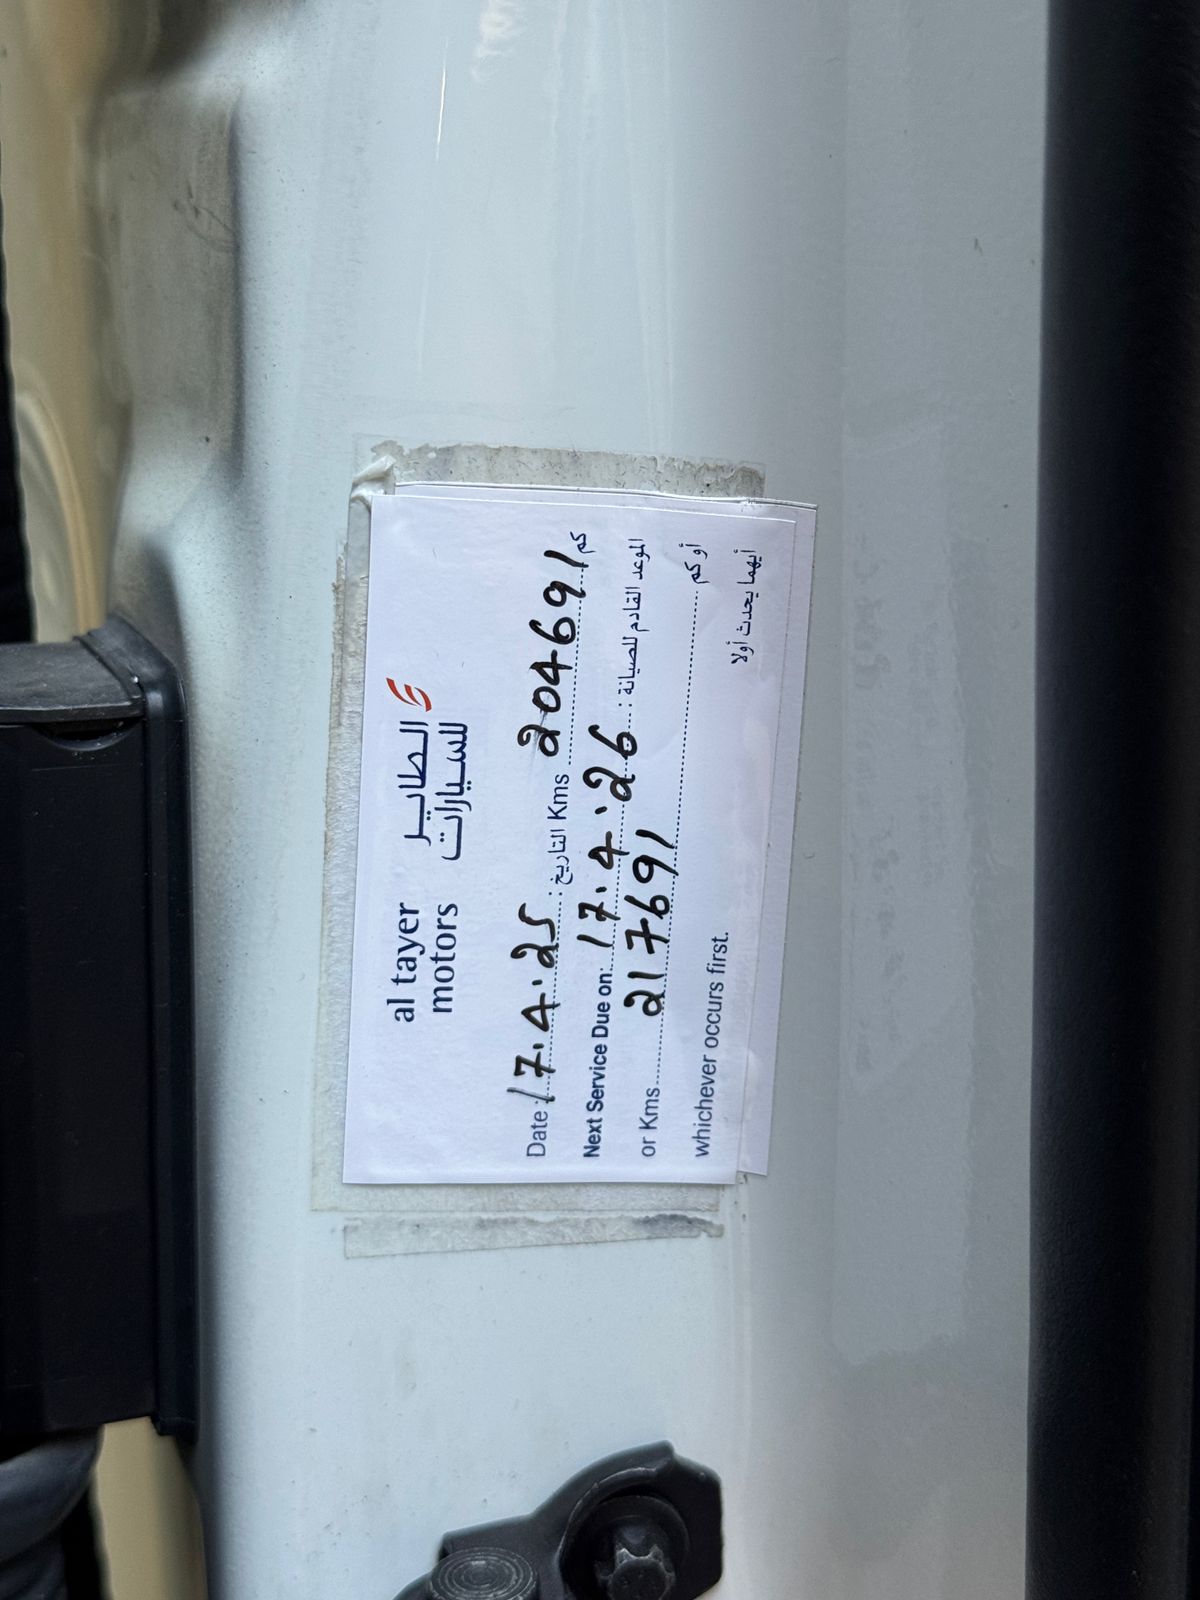 al tayer الطاير
motors للسيارات
Date : 17.4.25 : التاريخ Kms 204691 كم
Next Service Due on: 17.4.26 : الموعد القادم للصيانة
or Kms 217691 أو كم
whichever occurs first. أيهما يحدث أولا